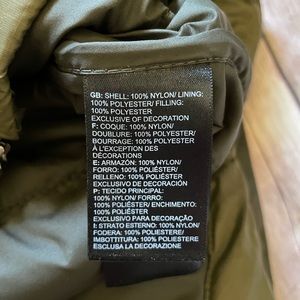 GB: SHELL: 100% NYLON/ LINING:
100% POLYESTER/ FILLING:
100% POLYESTER
EXCLUSIVE OF DECORATION
F: COQUE: 100% NYLON/
DOUBLURE: 100% POLYESTER/
BOURRAGE: 100% POLYESTER
À L'EXCEPTION DES
DÉCORATIONS
E: ARMAZÓN: 100% NYLON/
FORRO: 100% POLIÉSTER/
RELLENO: 100% POLIÉSTER
EXCLUSIVO DE DECORACIÓN
P: TECIDO PRINCIPAL:
100% NYLON/ FORRO:
100% POLIÉSTER/ ENCHIMENTO:
100% POLIÉSTER
EXCLUSIVO PARA DECORAÇÃO
I: STRATO ESTERNO: 100% NYLON/
FODERA: 100% POLIESTERE/
IMBOTTITURA: 100% POLIESTERE
ESCLUSA LA DECORAZIONE